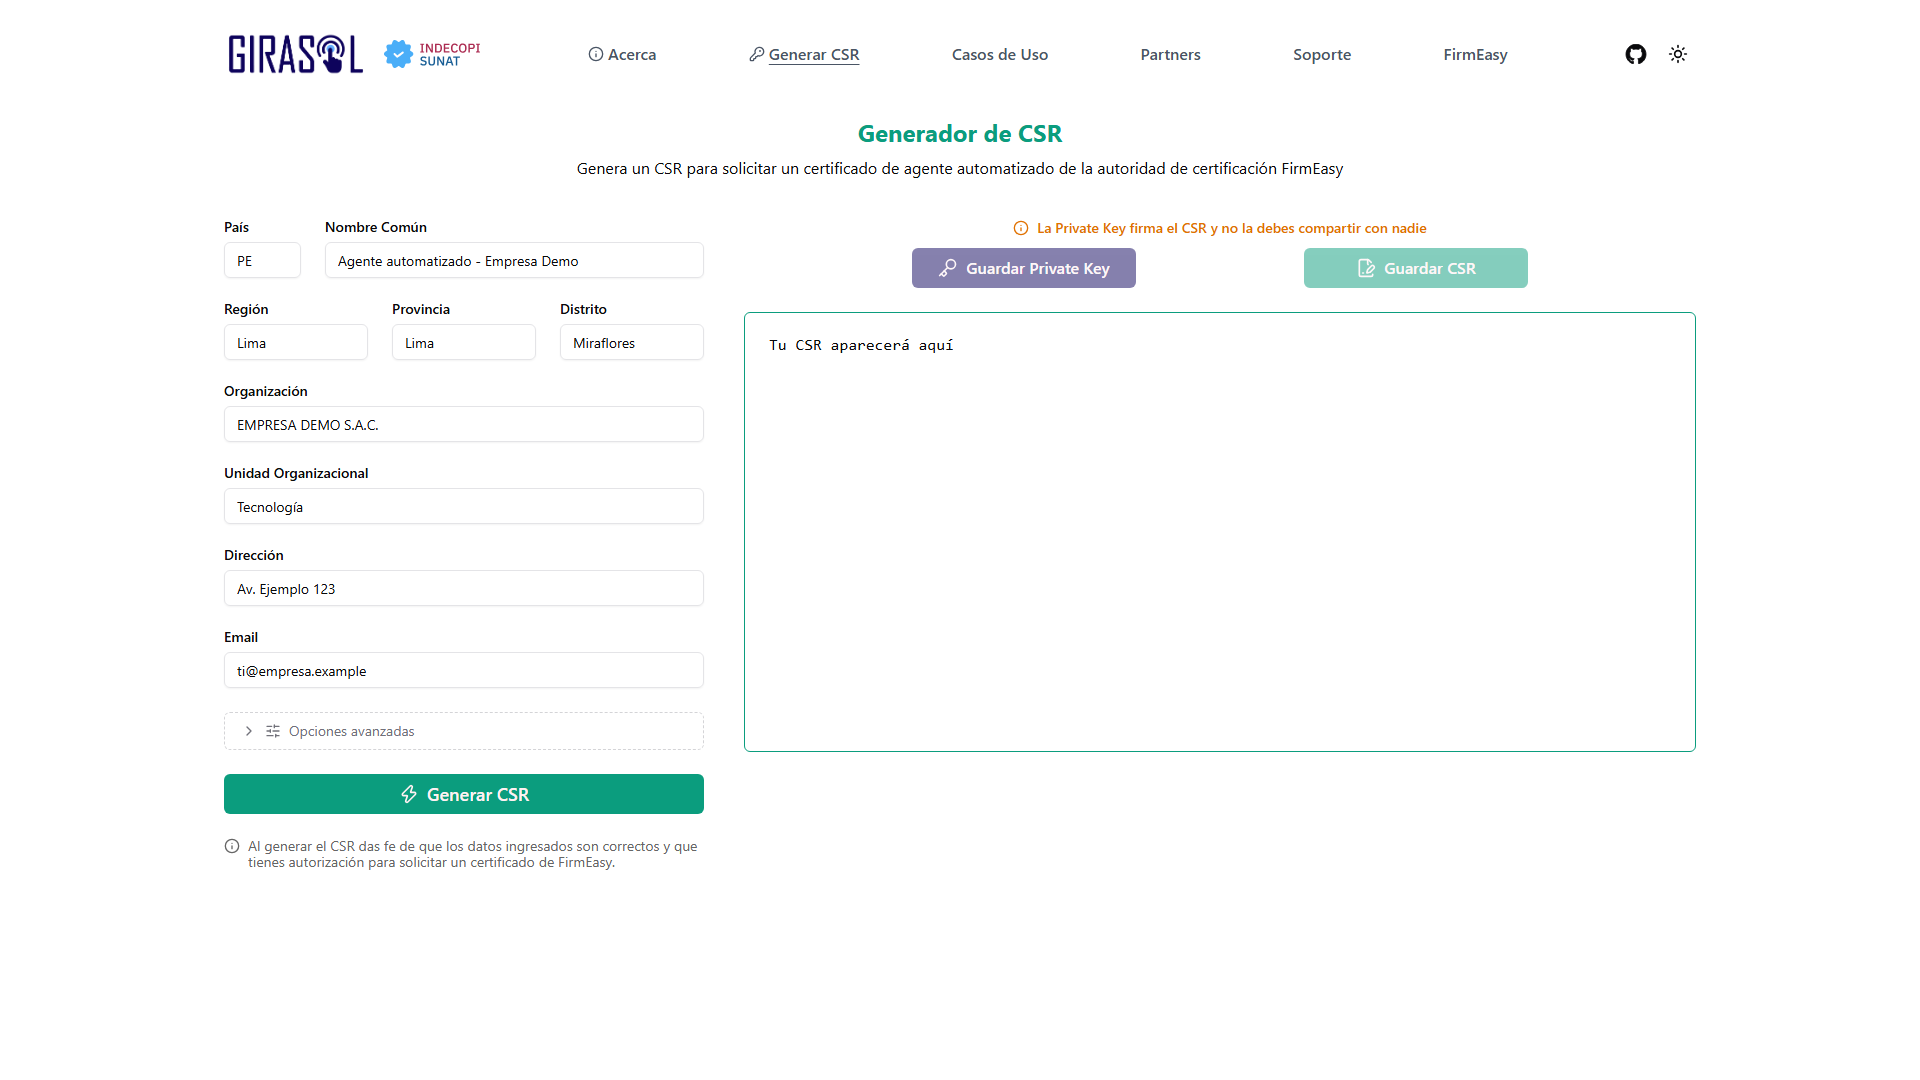 GIRASOL
INDECOPI
SUNAT
Acerca
Generar CSR
Casos de Uso
Partners
Soporte
FirmEasy
Generador de CSR
Genera un CSR para solicitar un certificado de agente automatizado de la autoridad de certificación FirmEasy
País
Nombre Común
PE
Agente automatizado - Empresa Demo
Región
Provincia
Distrito
Lima
Lima
Miraflores
Organización
EMPRESA DEMO S.A.C.
Unidad Organizacional
Tecnología
Dirección
Av. Ejemplo 123
Email
ti@empresa.example
Opciones avanzadas
Generar CSR
Al generar el CSR das fe de que los datos ingresados son correctos y que
tienes autorización para solicitar un certificado de FirmEasy.
La Private Key firma el CSR y no la debes compartir con nadie
Guardar Private Key
Guardar CSR
Tu CSR aparecerá aquí